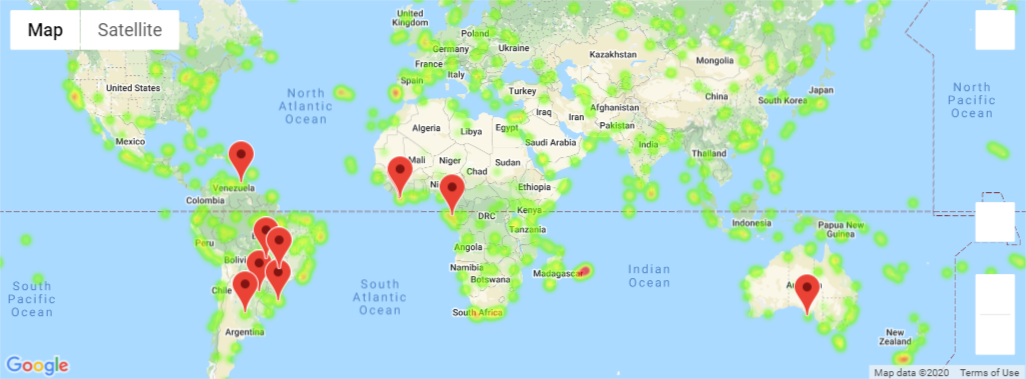 Map
Satellite
United
Kingdom
Poland
Germany
Ukraine
France
Kazakhstan
Mongolia
Italy
Spain
Turkey
United States
North
Atlantic
Ocean
Japan
China
South Korea
North
Pacific
Ocean
Afghanistan
Iraq
Iran
Pakistan
Algeria
Libya
Egypt
Mexico
Saudi Arabia
India
Thailand
Mali
Niger
Sudan
Chad
Venezuela
Ethiopia
Colombia
Kenya
DRC
Indonesia
Papua New
Guinea
Tanzania
Peru
Angola
Bolivi
Namibia
Madagascar
Botswana
Indian
Ocean
South
Pacific
Ocean
South
Atlantic
Ocean
Chile
South Africa
Argentina
New
Zealand
Google
Map data ©2020
Terms of Use